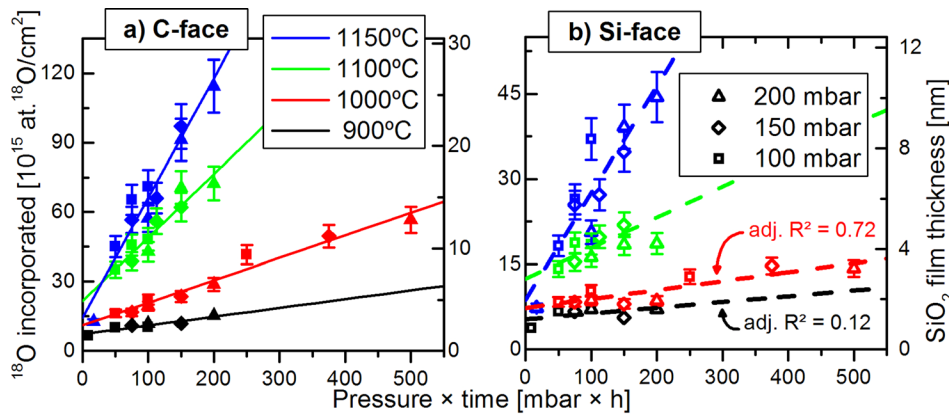 a) C-face
1150ºC
1100ºC
1000ºC
900ºC
120
90
60
30
0
30
20
10
0
0 100 200 300 400 500
¹⁸O incorporated [10¹⁵ at. ¹⁸O/cm²]
b) Si-face
200 mbar
150 mbar
100 mbar
adj. R² = 0.72
adj. R² = 0.12
45
30
15
0
12
8
4
0
0 100 200 300 400 500
SiO₂ film thickness [nm]
Pressure × time [mbar × h]